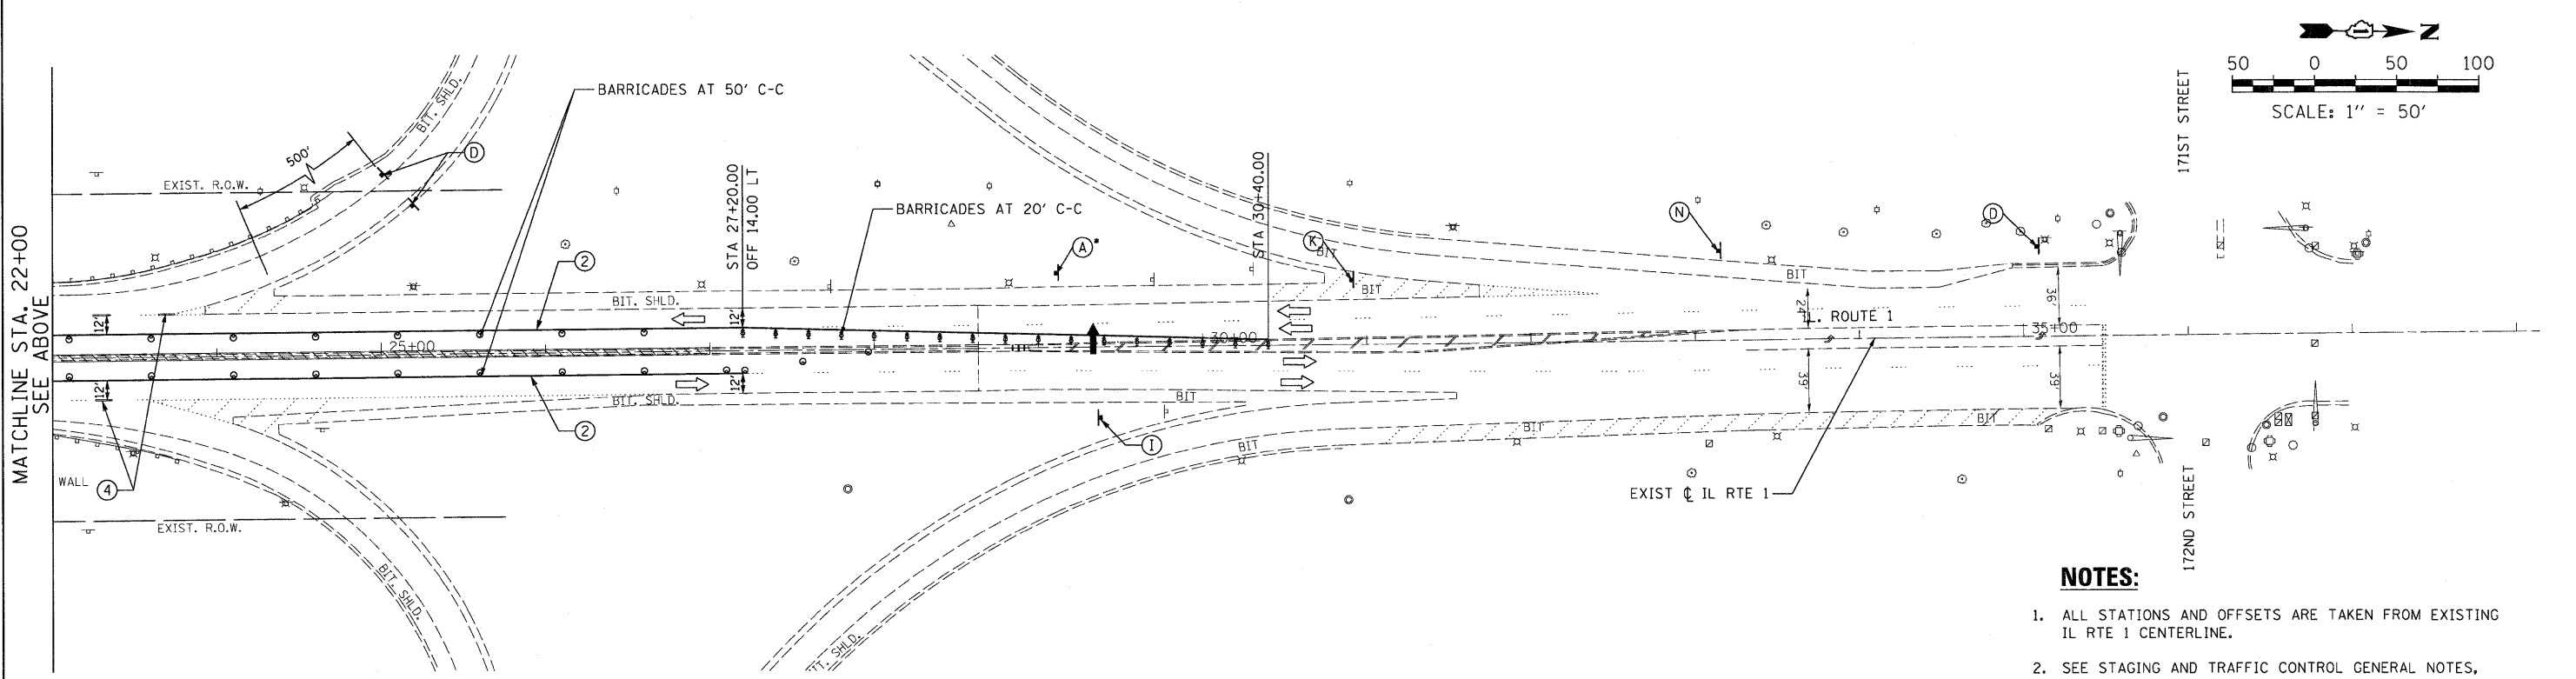 MATCHLINE STA. 22+00
SEE ABOVE
500'
BIT. SHLD.
D
EXIST. R.O.W.
BARRICADES AT 50' C-C
2
STA 27+20.00
OFF 14.00 LT
BARRICADES AT 20' C-C
A*
STA 30+40.00
K
BIT
N
D
171ST STREET
N
1
50 0 50 100
SCALE: 1" = 50'
BIT. SHLD.
BIT
BIT
12'
12'
24'
36'
IL. ROUTE 1
25+00
30+00
35+00
12'
12'
39'
39'
BIT. SHLD.
BIT
2
I
BIT
BIT
BIT
WALL
4
EXIST. R.O.W.
EXIST ℄ IL RTE 1
172ND STREET
BIT. SHLD.
BIT. SHLD.
NOTES:
1. ALL STATIONS AND OFFSETS ARE TAKEN FROM EXISTING
IL RTE 1 CENTERLINE.
2. SEE STAGING AND TRAFFIC CONTROL GENERAL NOTES,